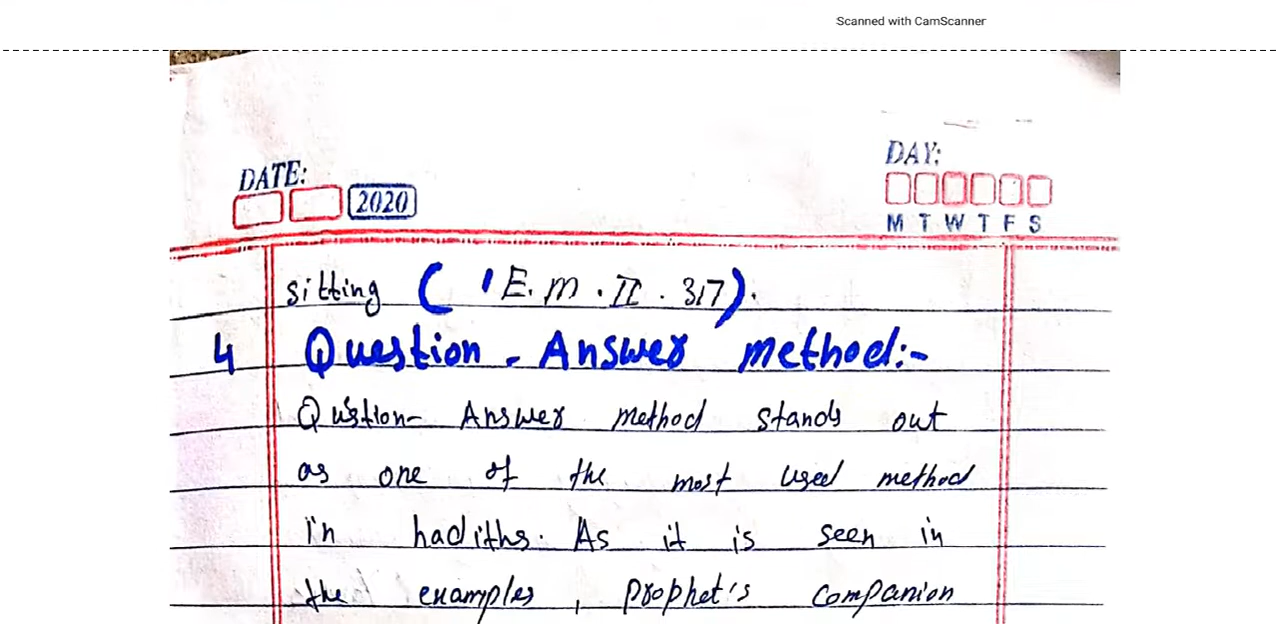 Scanned with CamScanner
DATE: 2020
DAY:
M T W T F S
sitting ( 'E. m . II . 317).
4 Question - Answer method:-
Qustion- Answer method stands out
as one of the most used method
in hadiths. As it is seen in
the examples, prophet's companion